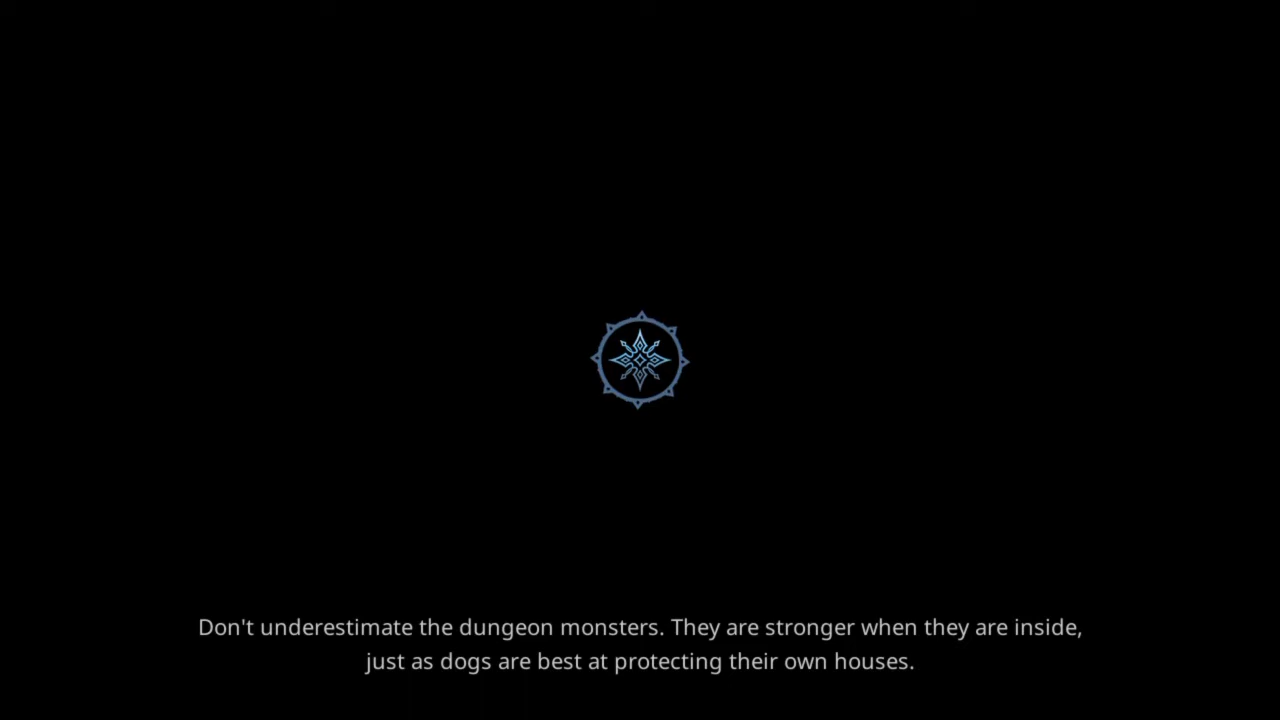 Don't underestimate the dungeon monsters. They are stronger when they are inside,
just as dogs are best at protecting their own houses.